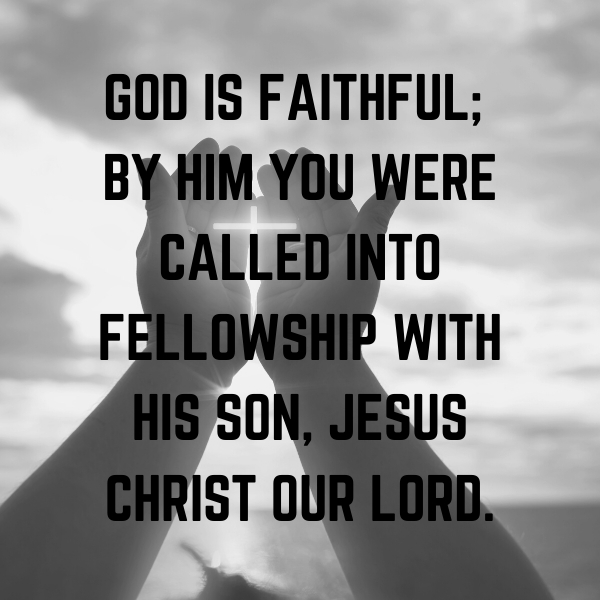 GOD IS FAITHFUL;
BY HIM YOU WERE
CALLED INTO
FELLOWSHIP WITH
HIS SON, JESUS
CHRIST OUR LORD.